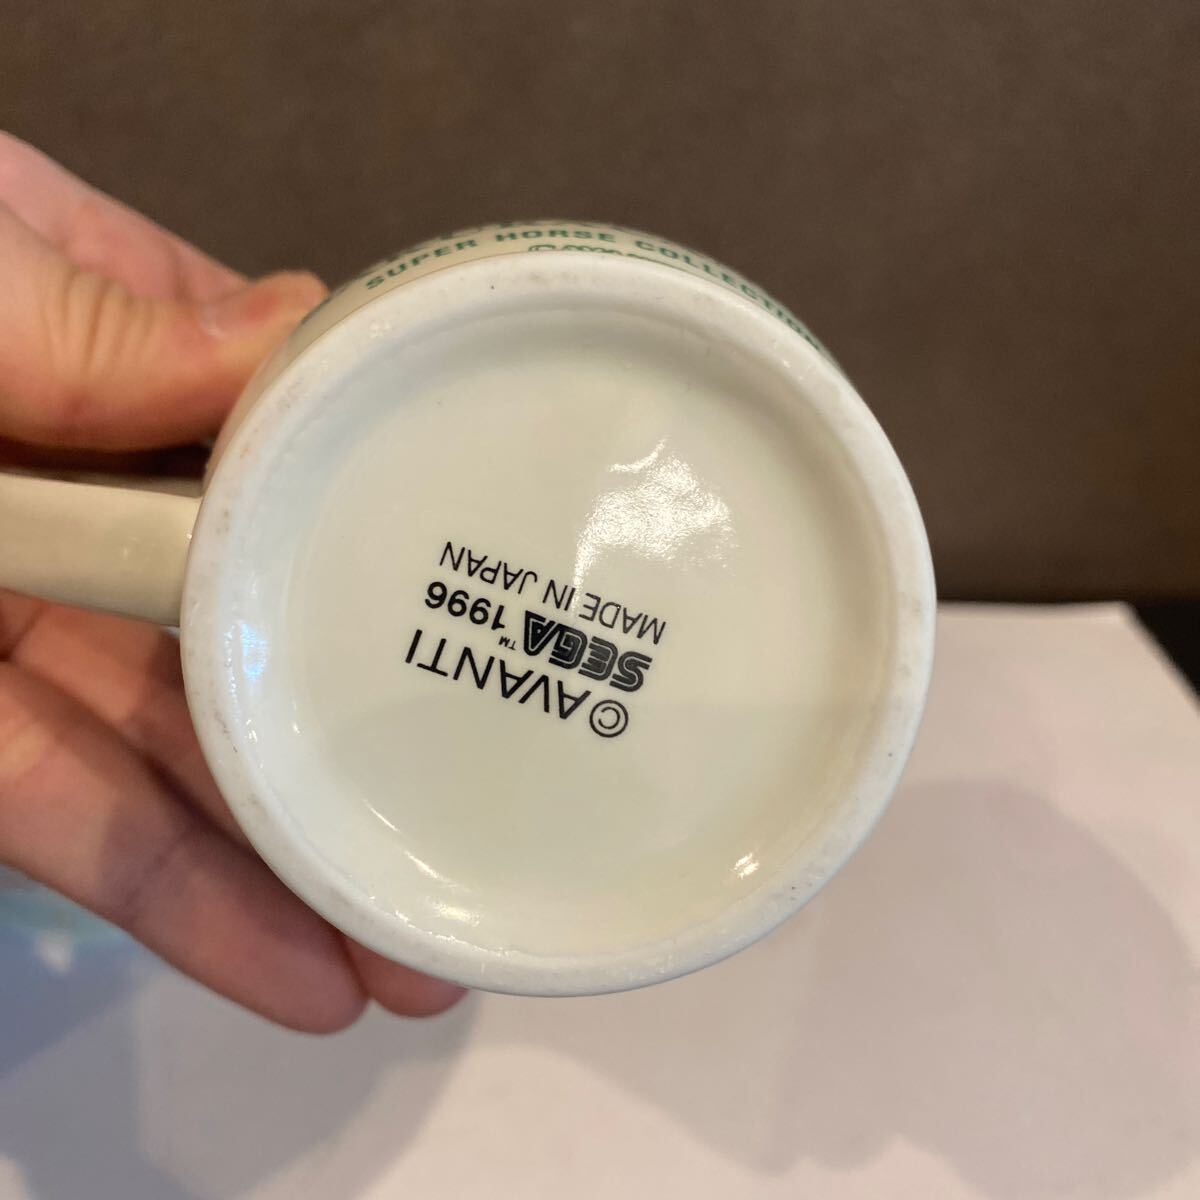 SUPER HORSE COLLECTION
©AVANTI
SEGA™ 1996
MADE IN JAPAN